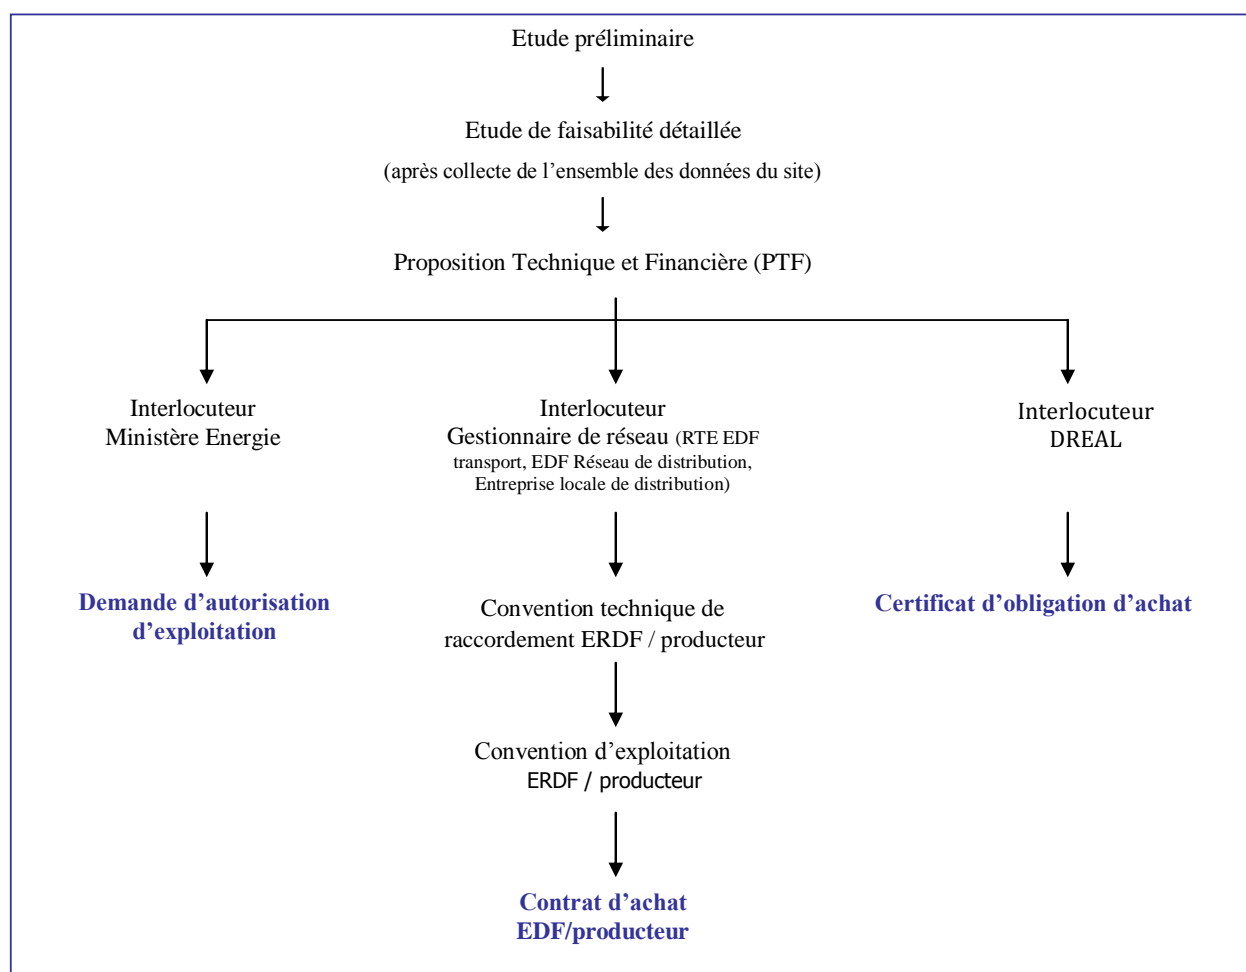 Etude préliminaire
Etude de faisabilité détaillée
(après collecte de l’ensemble des données du site)
Proposition Technique et Financière (PTF)
Interlocuteur
Ministère Energie
Interlocuteur
Gestionnaire de réseau (RTE EDF
transport, EDF Réseau de distribution,
Entreprise locale de distribution)
Interlocuteur
DREAL
Demande d’autorisation
d’exploitation
Convention technique de
raccordement ERDF / producteur
Certificat d’obligation d’achat
Convention d’exploitation
ERDF / producteur
Contrat d’achat
EDF/producteur